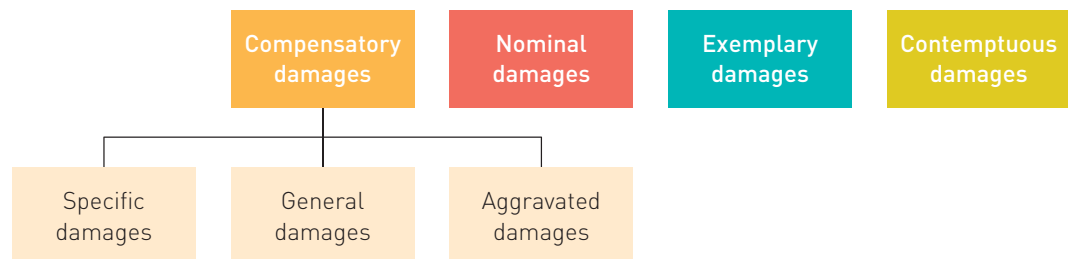 Compensatory
damages
Nominal
damages
Exemplary
damages
Contemptuous
damages
Specific
damages
General
damages
Aggravated
damages